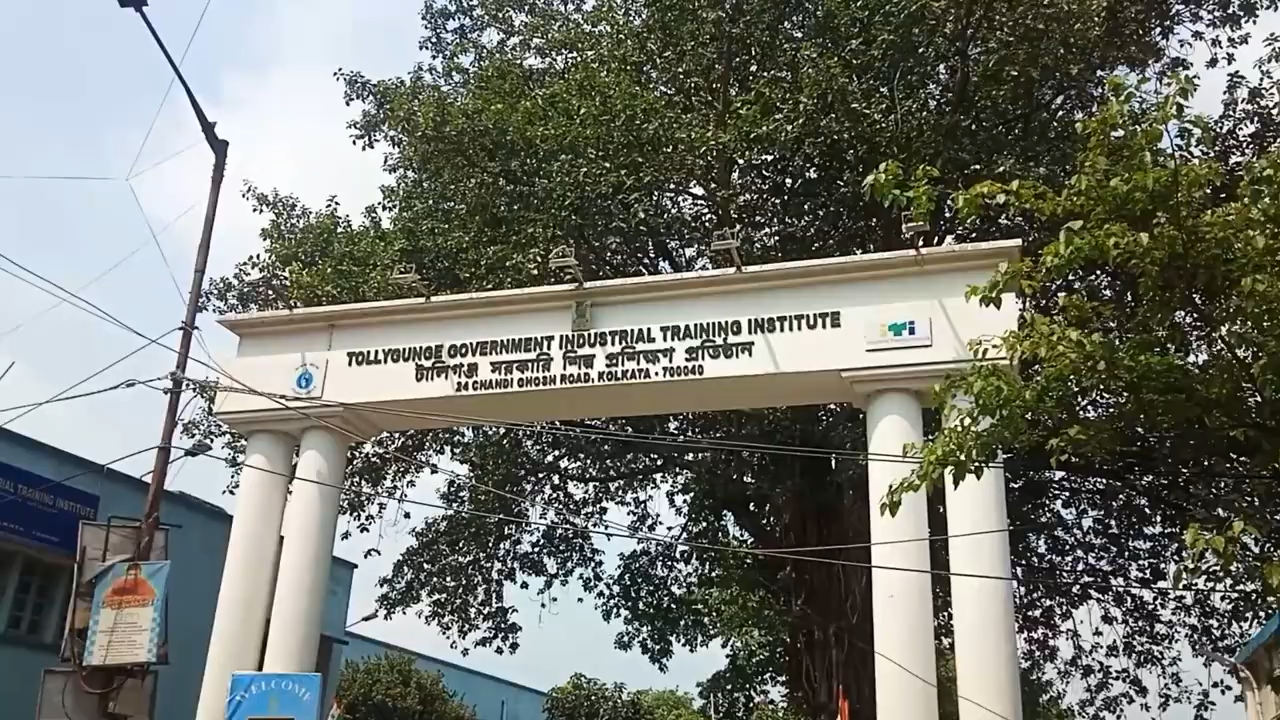 TOLLYGUNGE GOVERNMENT INDUSTRIAL TRAINING INSTITUTE
টালিগঞ্জ সরকারি শিল্প প্রশিক্ষণ প্রতিষ্ঠান
24 CHANDI GHOSH ROAD, KOLKATA - 700040
iTi
TRAINING INSTITUTE
WELCOME